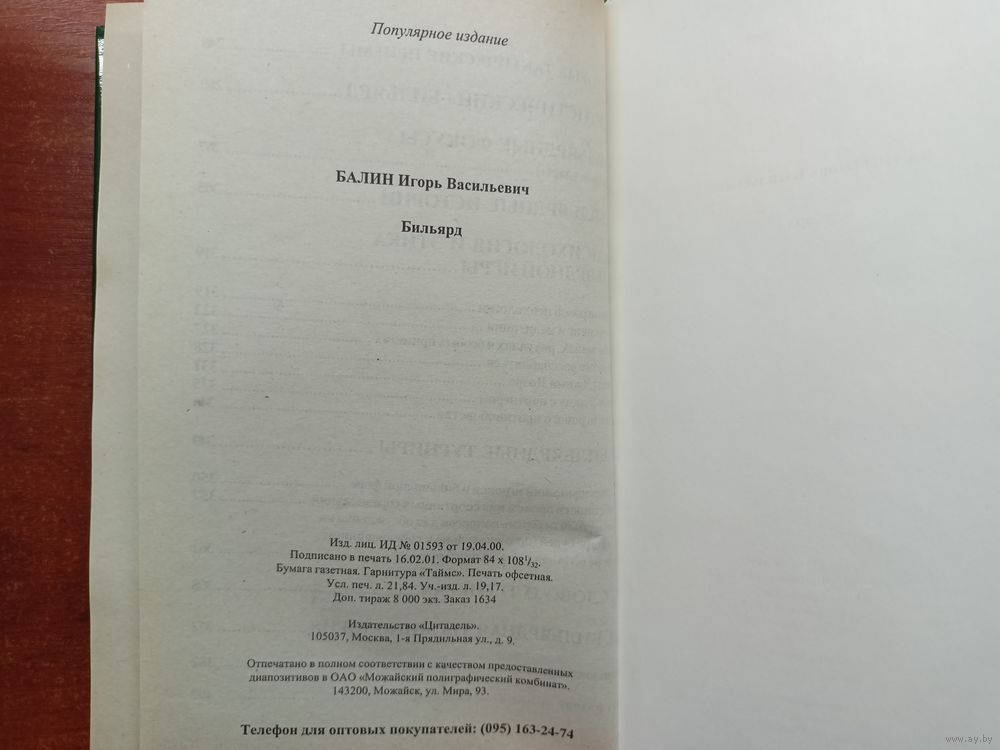 Популярное издание
БАЛИН Игорь Васильевич
Бильярд
Изд. лиц. ИД № 01593 от 19.04.00.
Подписано в печать 16.02.01. Формат 84 х 108¹/₃₂.
Бумага газетная. Гарнитура «Таймс». Печать офсетная.
Усл. печ. л. 21,84. Уч.-изд. л. 19,17.
Доп. тираж 8 000 экз. Заказ 1634
Издательство «Цитадель».
105037, Москва, 1-я Прядильная ул., д. 9.
Отпечатано в полном соответствии с качеством предоставленных
диапозитивов в ОАО «Можайский полиграфический комбинат».
143200, Можайск, ул. Мира, 93.
Телефон для оптовых покупателей: (095) 163-24-74
www.ay.by